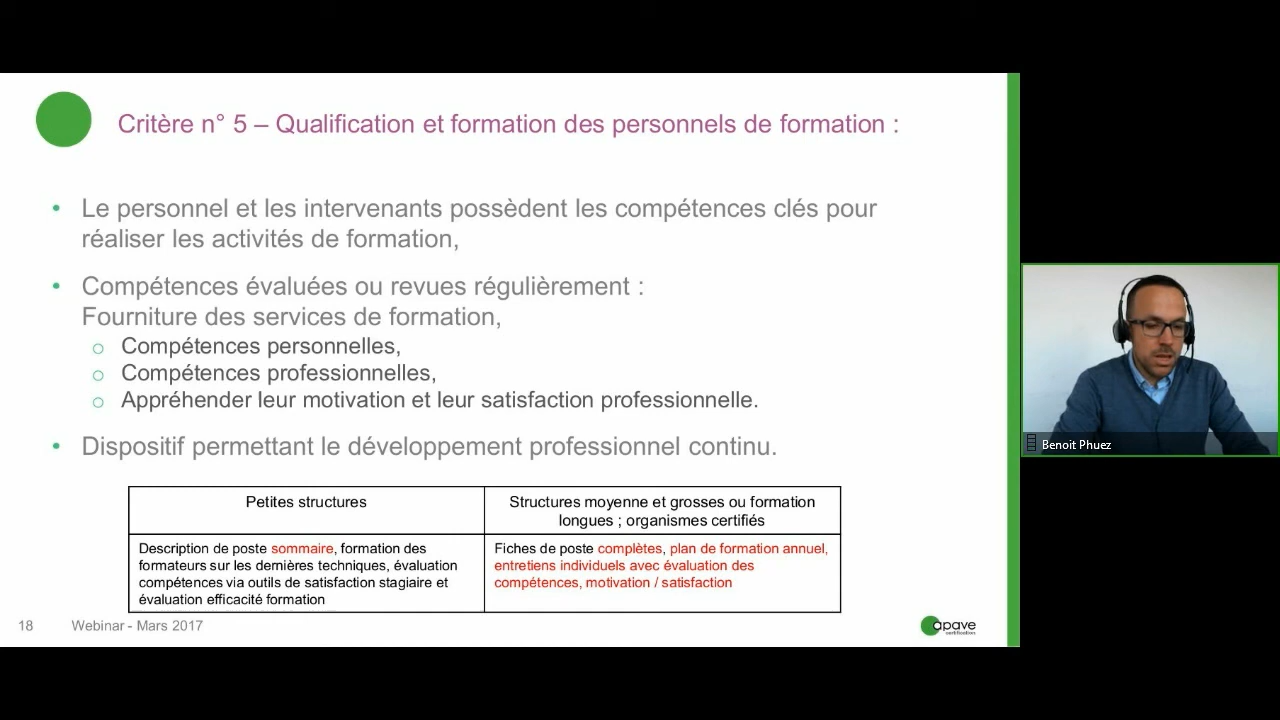 Critère n° 5 – Qualification et formation des personnels de formation :
• Le personnel et les intervenants possèdent les compétences clés pour
réaliser les activités de formation,
• Compétences évaluées ou revues régulièrement :
Fourniture des services de formation,
o Compétences personnelles,
o Compétences professionnelles,
o Appréhender leur motivation et leur satisfaction professionnelle.
• Dispositif permettant le développement professionnel continu.
Petites structures
Structures moyenne et grosses ou formation
longues ; organismes certifiés
Description de poste sommaire, formation des
formateurs sur les dernières techniques, évaluation
compétences via outils de satisfaction stagiaire et
évaluation efficacité formation
Fiches de poste complètes, plan de formation annuel,
entretiens individuels avec évaluation des
compétences, motivation / satisfaction
18 Webinar - Mars 2017
apave
certification
Benoit Phuez